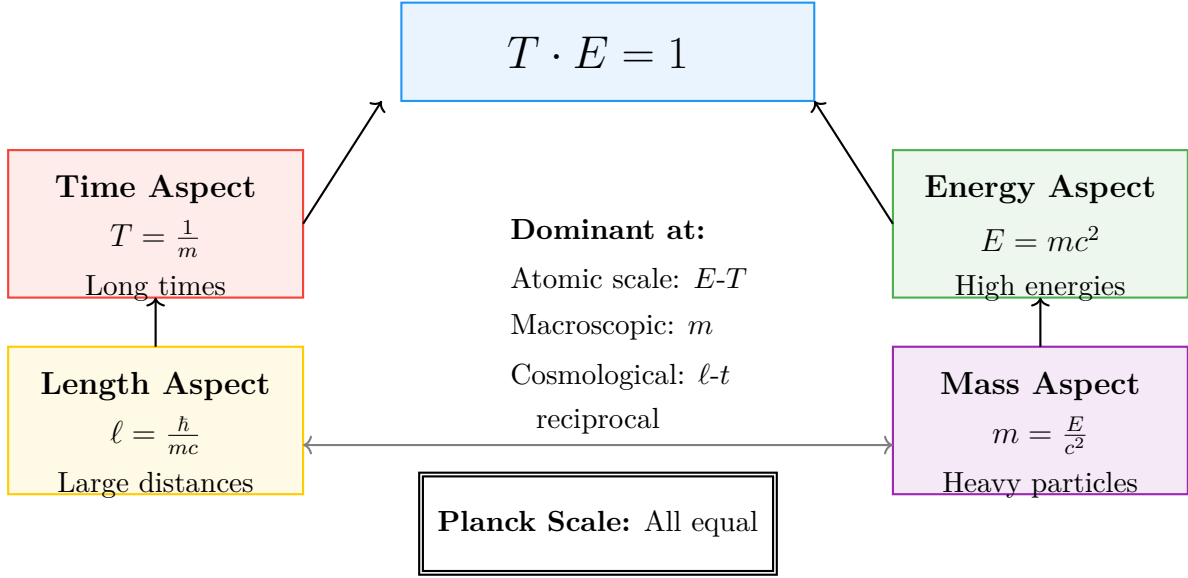 T · E = 1
Time Aspect
T = 1/m
Long times
Energy Aspect
E = mc²
High energies
Dominant at:
Atomic scale: E-T
Macroscopic: m
Cosmological: ℓ-t
reciprocal
Length Aspect
ℓ = ħ/mc
Large distances
Mass Aspect
m = E/c²
Heavy particles
Planck Scale: All equal